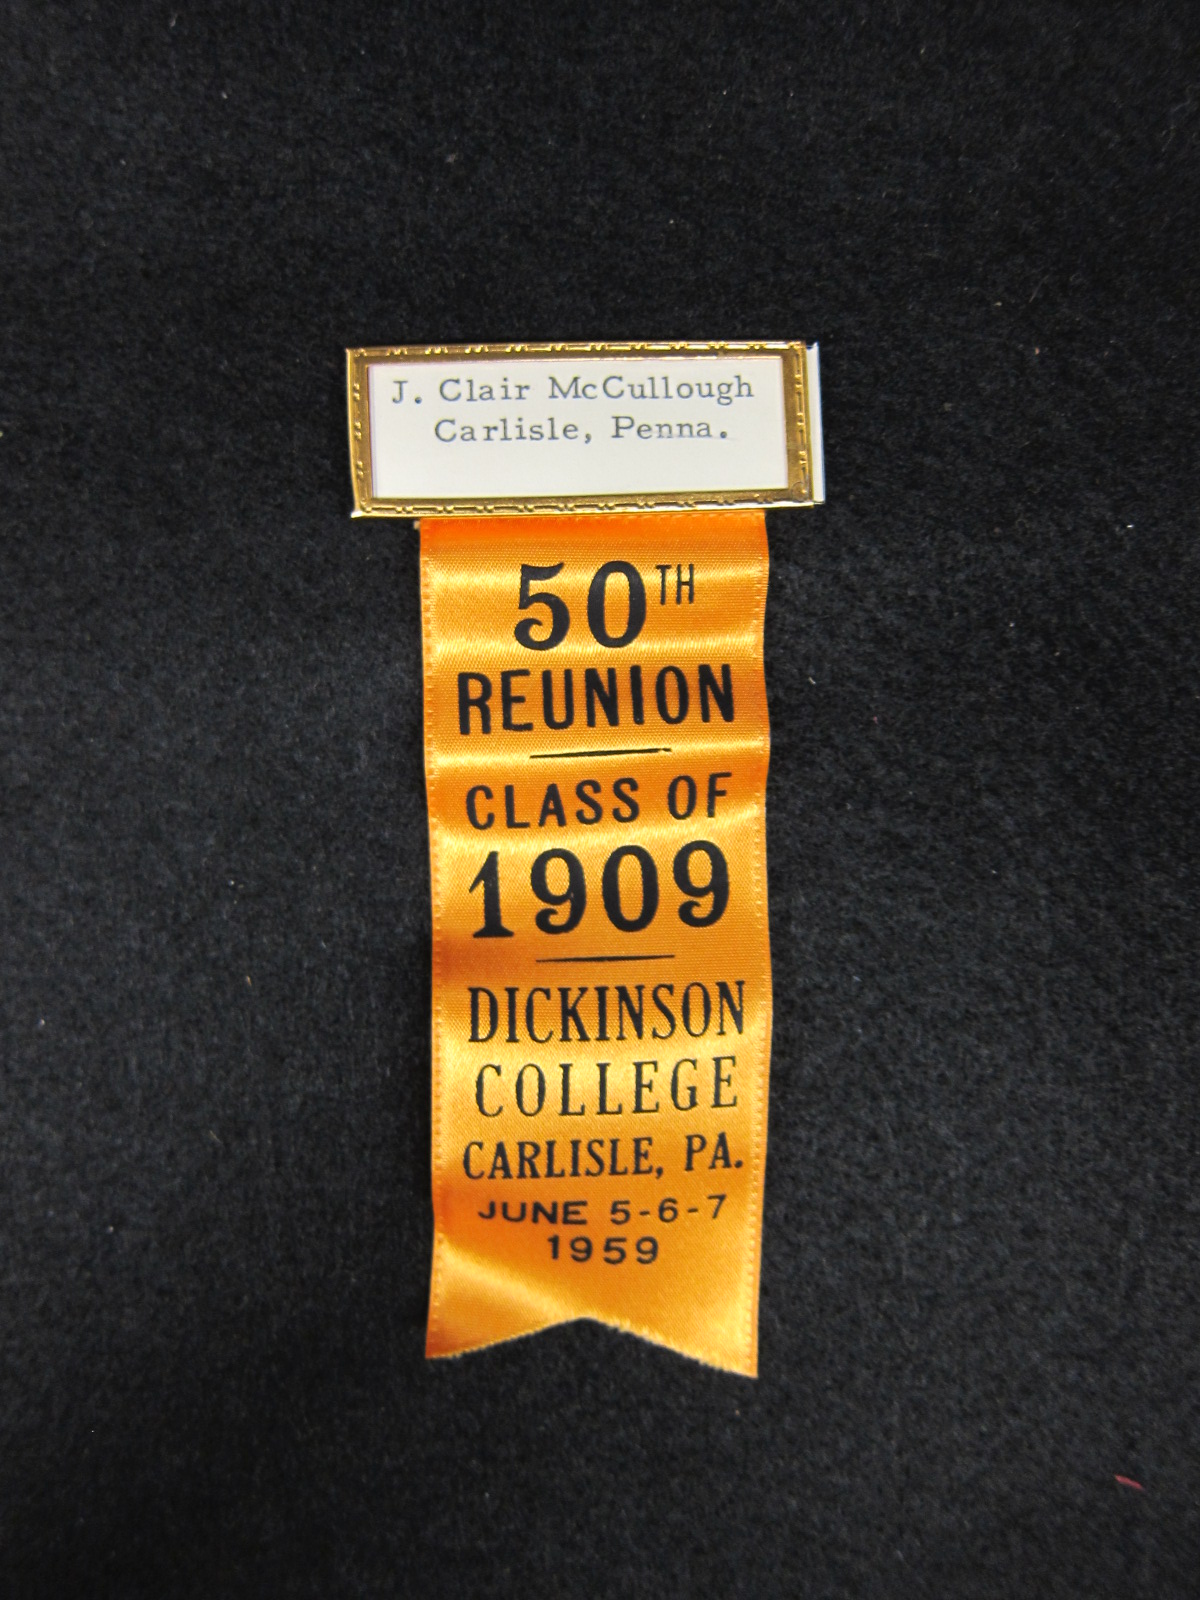 J. Clair McCullough
Carlisle, Penna.
50TH
REUNION
CLASS OF
1909
DICKINSON
COLLEGE
CARLISLE, PA.
JUNE 5-6-7
1959